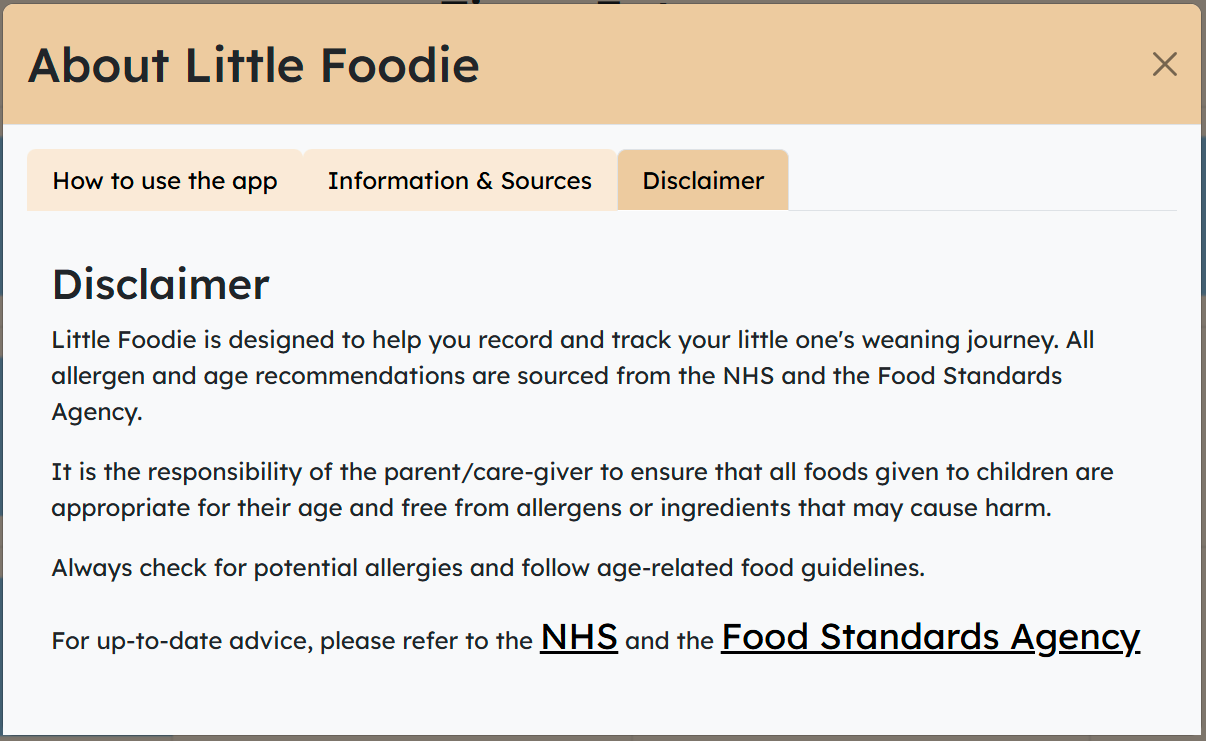 About Little Foodie
How to use the app
Information & Sources
Disclaimer
Disclaimer
Little Foodie is designed to help you record and track your little one's weaning journey. All
allergen and age recommendations are sourced from the NHS and the Food Standards
Agency.
It is the responsibility of the parent/care-giver to ensure that all foods given to children are
appropriate for their age and free from allergens or ingredients that may cause harm.
Always check for potential allergies and follow age-related food guidelines.
For up-to-date advice, please refer to the NHS and the Food Standards Agency